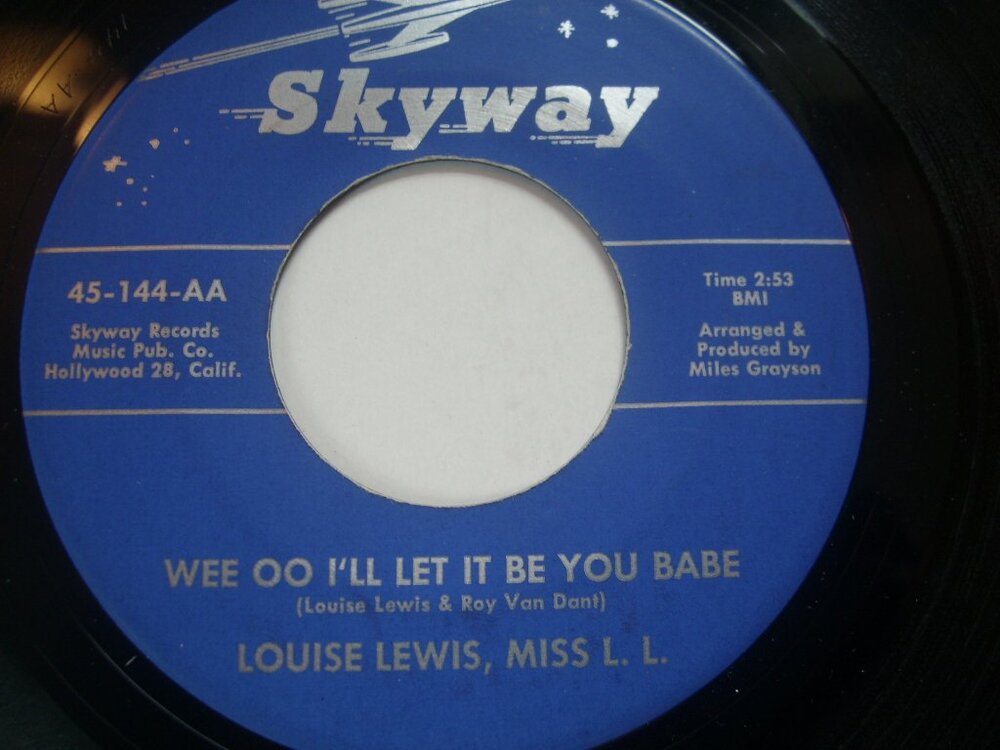 Skyway
45-144-AA
Skyway Records
Music Pub. Co.
Hollywood 28, Calif.
Time 2:53
BMI
Arranged &
Produced by
Miles Grayson
WEE OO I'LL LET IT BE YOU BABE
(Louise Lewis & Roy Van Dant)
LOUISE LEWIS, MISS L. L.